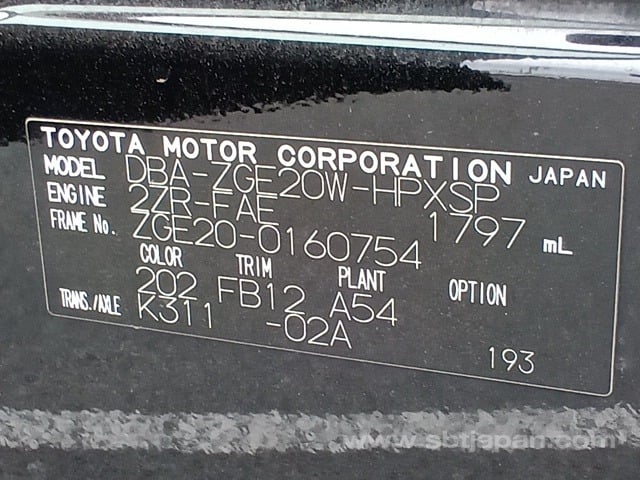 TOYOTA MOTOR CORPORATION JAPAN
MODEL DBA-ZGE20W-HPXSP
ENGINE 2ZR-FAE 1797 mL
FRAME No. ZGE20-0160754
COLOR TRIM PLANT OPTION
202 FB12 A54
TRANS./AXLE K311 -02A
193
www.sbtjapan.com